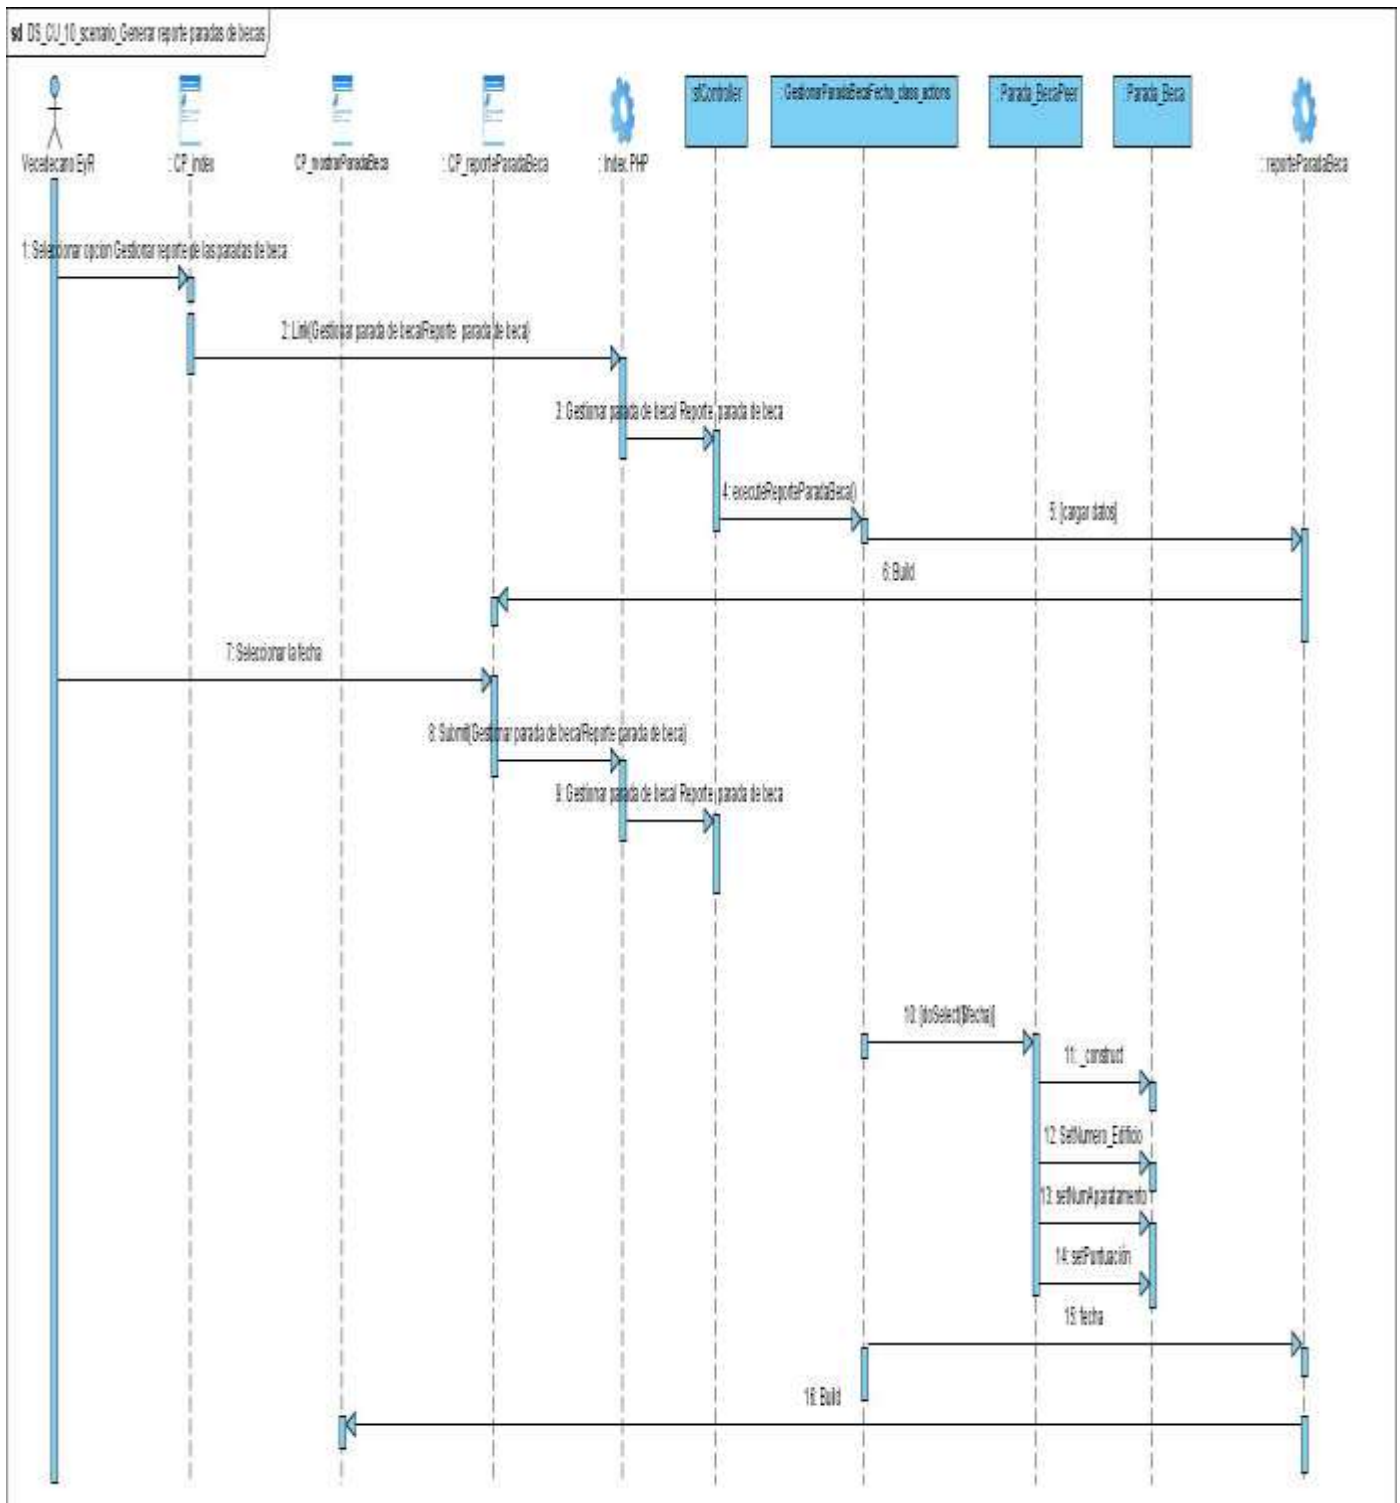 sd DS_CU_10_scenario_Generar reporte paradas de becas
Vecedecano EyR
: CP_index
CP_mostrarParadaBeca
: CP_reporteParadaBeca
: Index PHP
:sfController
: GestionarParadaBecaFecha_class_actions
: Parada_BecaPeer
: Parada_Beca
: reporteParadaBeca
1: Seleccionar opcion Gestionar reporte de las paradas de beca
2: Link(Gestionar parada de beca/Reporte parada de beca)
3: Gestionar parada de beca/ Reporte parada de beca
4: executeReporteParadaBeca()
5: [cargar datos]
6: Build
7: Seleccionar la fecha
8: Submit(Gestionar parada de beca/Reporte parada de beca)
9: Gestionar parada de beca/ Reporte parada de beca
10: [doSelect($fecha)]
11: _construct
12: SetNumero_Edificio
13: setNumAparatamento
14: setPuntuación
15: fecha
16: Build